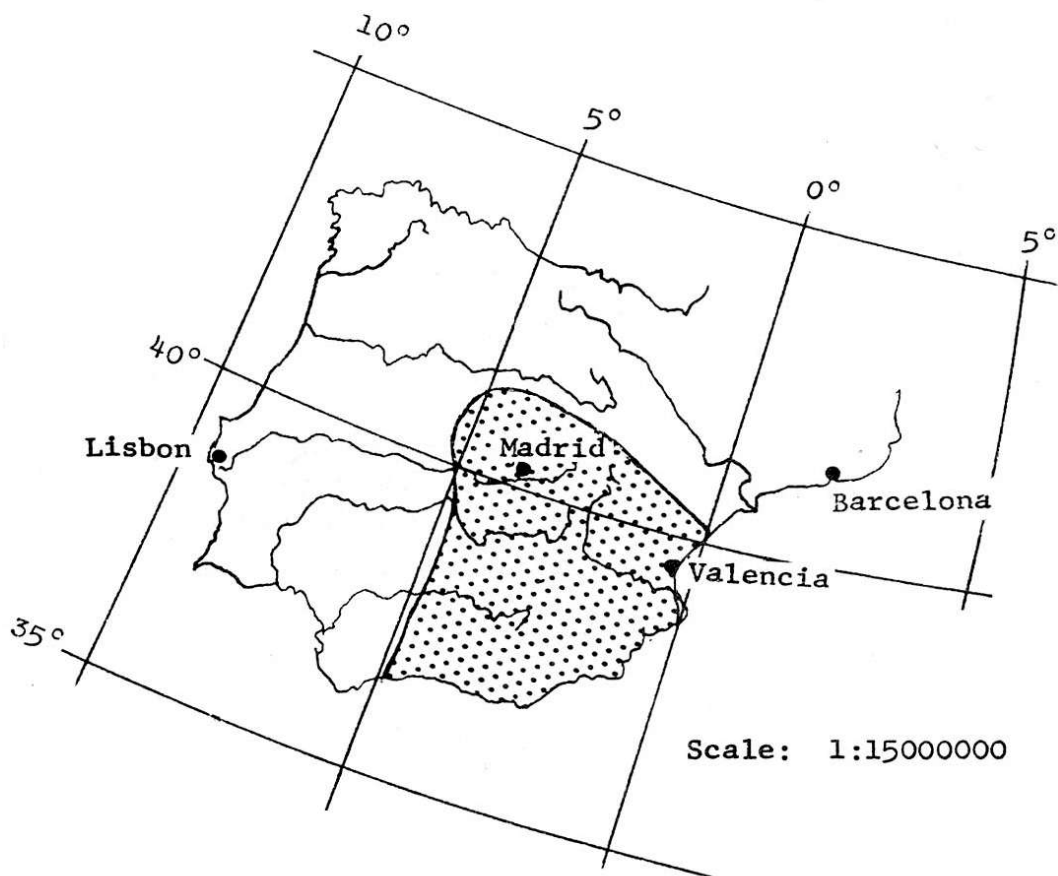 10°
5°
0°
5°
40°
Lisbon
Madrid
Barcelona
Valencia
35°
Scale: 1:15000000